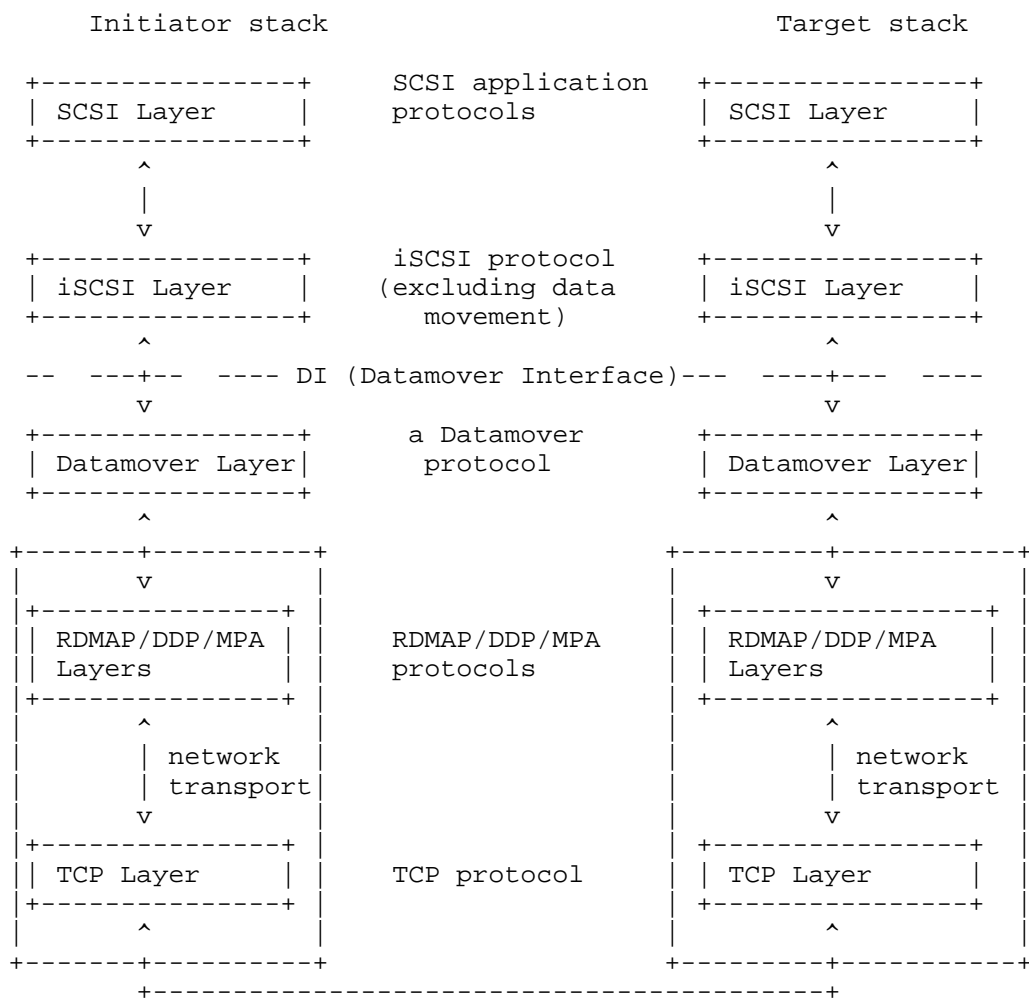 Initiator stack Target stack
SCSI application
SCSI Layer protocols SCSI Layer
iSCSI protocol
iSCSI Layer (excluding data iSCSI Layer
movement)
DI (Datamover Interface)
a Datamover
Datamover Layer protocol Datamover Layer
RDMAP/DDP/MPA RDMAP/DDP/MPA RDMAP/DDP/MPA
Layers protocols Layers
network network
transport transport
TCP Layer TCP protocol TCP Layer